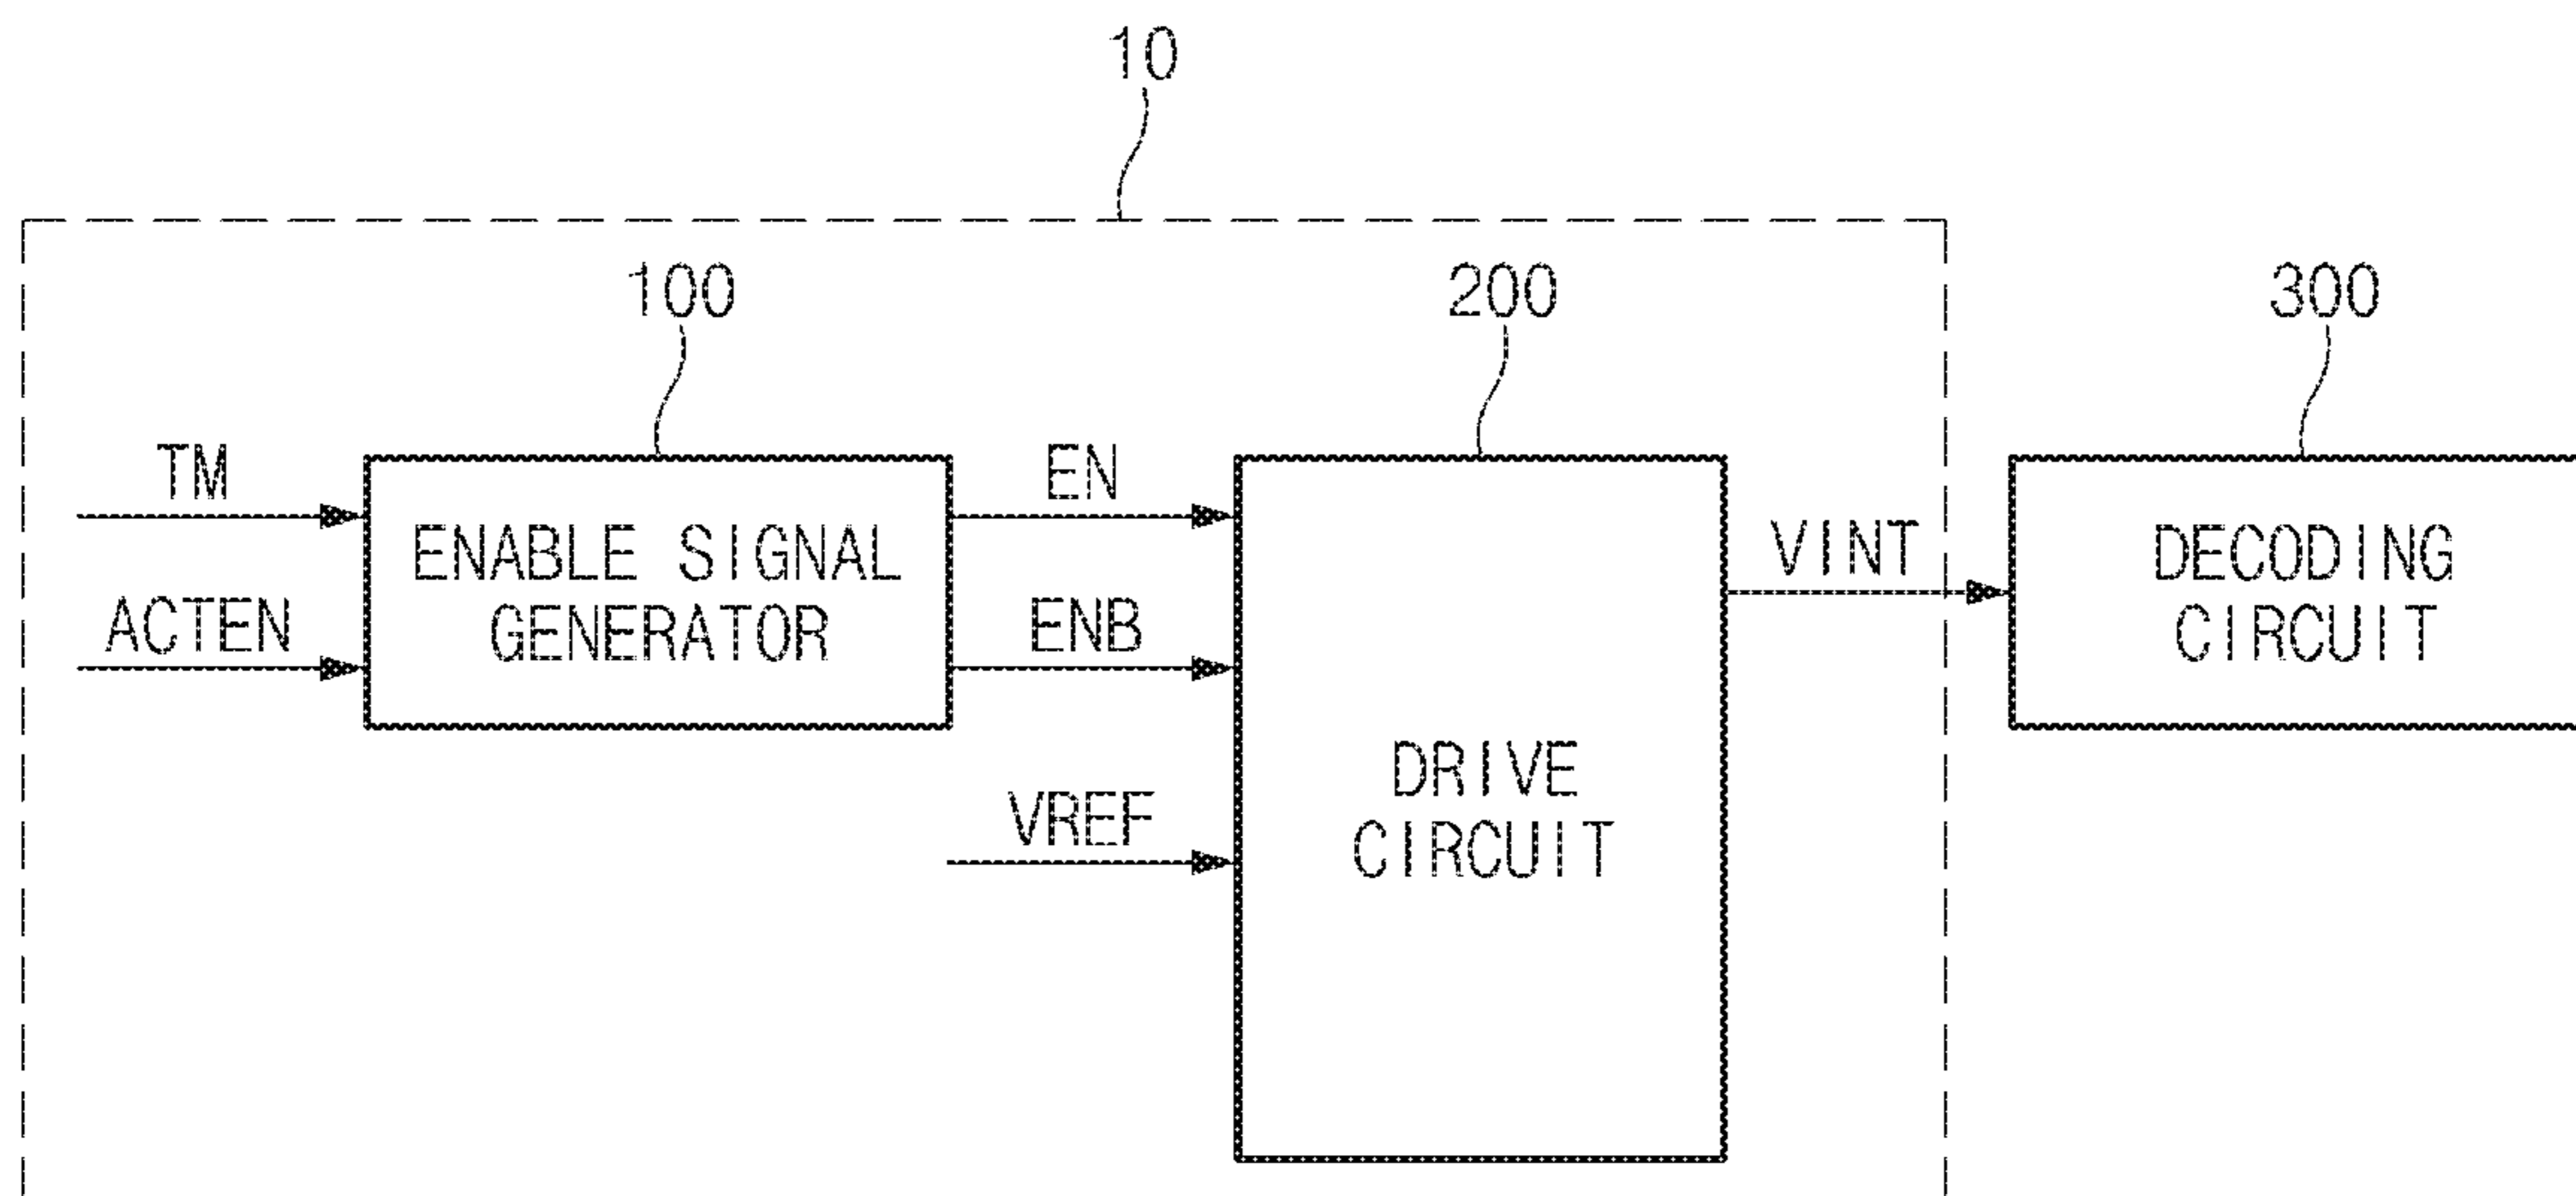 10
100
200
300
TM
ACTEN
ENABLE SIGNAL
GENERATOR
EN
ENB
VREF
DRIVE
CIRCUIT
VINT
DECODING
CIRCUIT